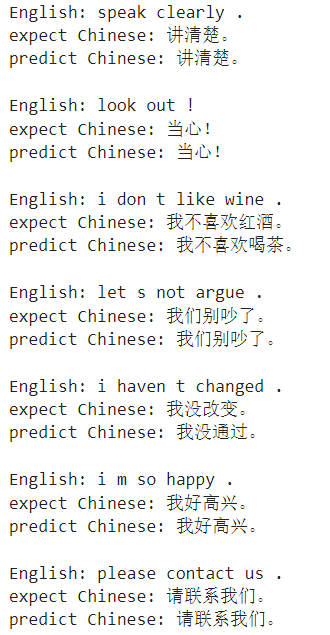 English: speak clearly .
expect Chinese: 讲清楚。
predict Chinese: 讲清楚。
English: look out !
expect Chinese: 当心!
predict Chinese: 当心!
English: i don t like wine .
expect Chinese: 我不喜欢红酒。
predict Chinese: 我不喜欢喝茶。
English: let s not argue .
expect Chinese: 我们别吵了。
predict Chinese: 我们别吵了。
English: i haven t changed .
expect Chinese: 我没改变。
predict Chinese: 我没通过。
English: i m so happy .
expect Chinese: 我好高兴。
predict Chinese: 我好高兴。
English: please contact us .
expect Chinese: 请联系我们。
predict Chinese: 请联系我们。